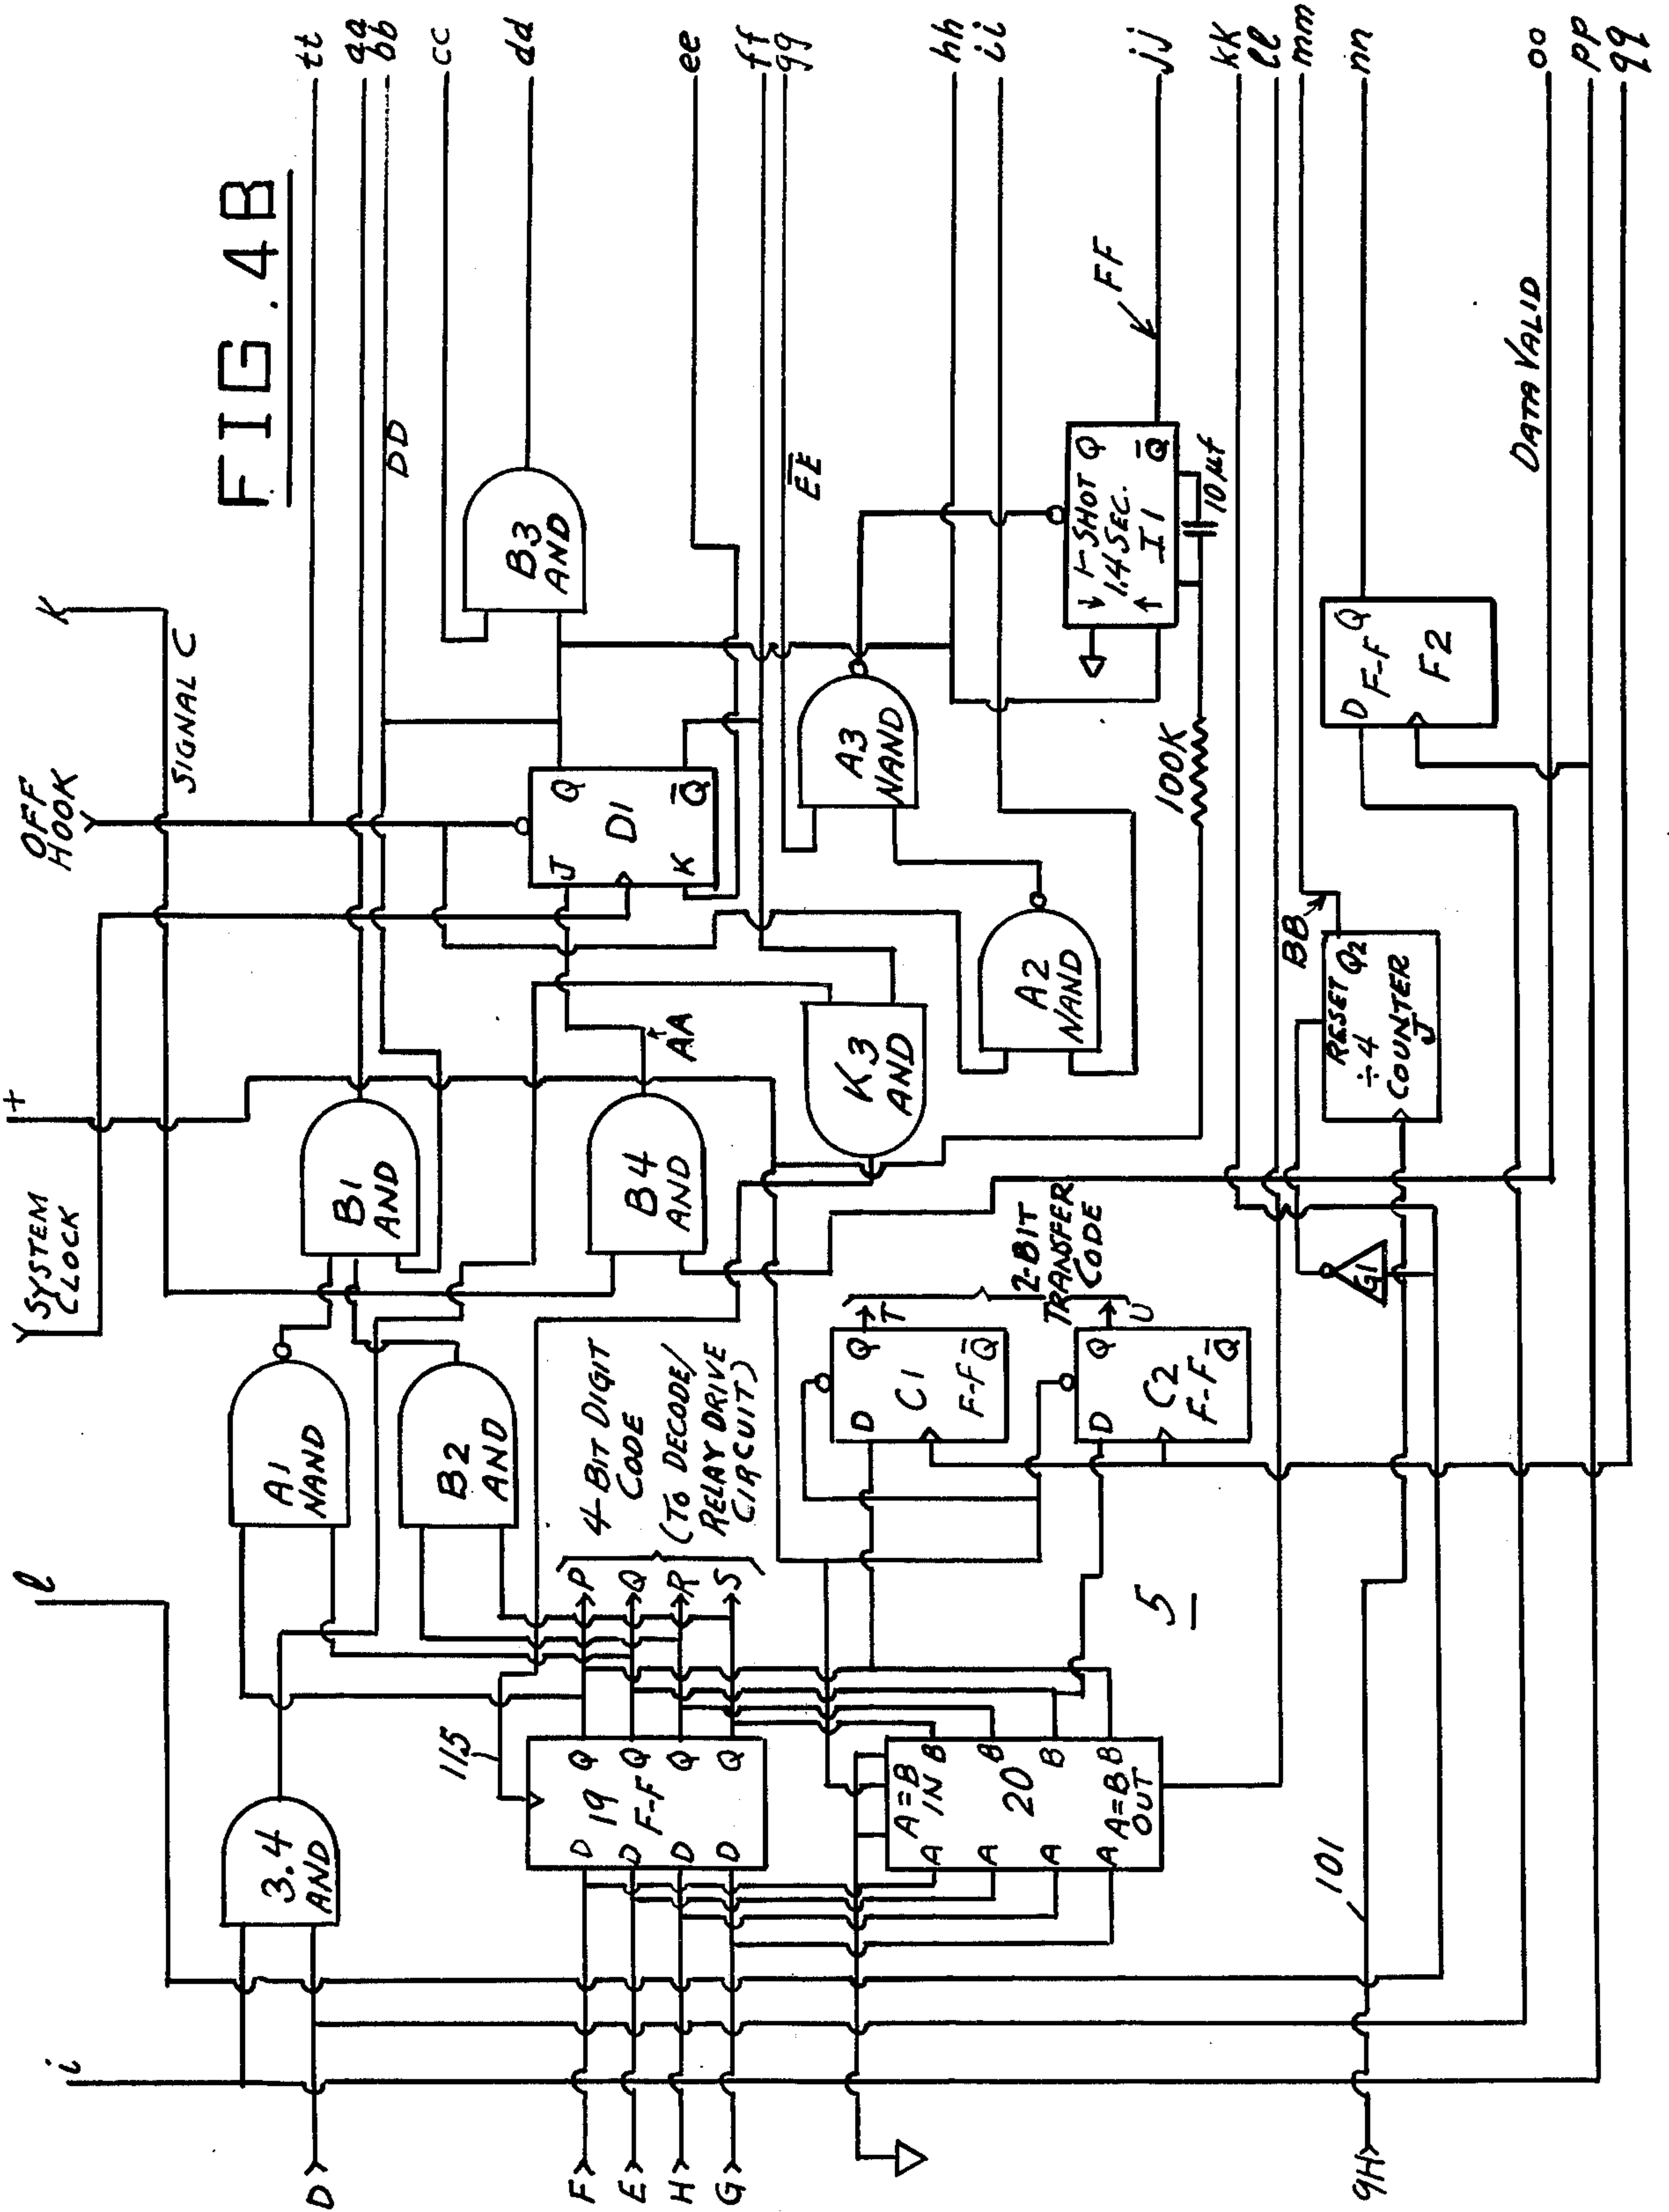 FIG. 4B
i
l
SYSTEM
CLOCK
+
OFF
HOOK
K
SIGNAL C
tt
aa
bb
cc
dd
ee
ff
gg
hh
ii
jj
kk
ll
mm
nn
oo
pp
qq
D
F
E
H
G
9H
3.4
AND
A1
NAND
B2
AND
B1
AND
B4
AND
AA
DD
J
Q
D1
K
Q̅
B3
AND
E̅E̅
A3
NAND
A2
NAND
K3
AND
1-SHOT Q
1.4 SEC.
I1
Q̅
10 µf
100K
FF
115
D Q
19
F-F
D Q
D Q
D Q
P
Q
R
S
4-BIT DIGIT
CODE
(TO DECODE/
RELAY DRIVE
CIRCUIT)
A=B
IN
A B
A B
20
A B
A B
A=B
OUT
D Q
C1
F-F Q̅
T
D Q
C2
F-F Q̅
U
2-BIT
TRANSFER
CODE
5
G1
RESET Q2
÷4
COUNTER
J
BB
D Q
F-F
F2
DATA VALID
101